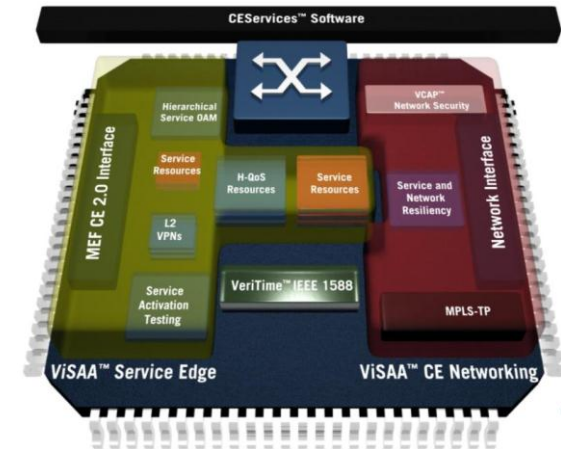 CEServices™ Software
VCAP™
Network Security
Hierarchical
Service OAM
MEF CE 2.0 Interface
Service
Resources
H-QoS
Resources
Service
Resources
Service and
Network
Resiliency
Network Interface
L2
VPNs
Service
Activation
Testing
VeriTime™ IEEE 1588
MPLS-TP
ViSAA™ Service Edge
ViSAA™ CE Networking